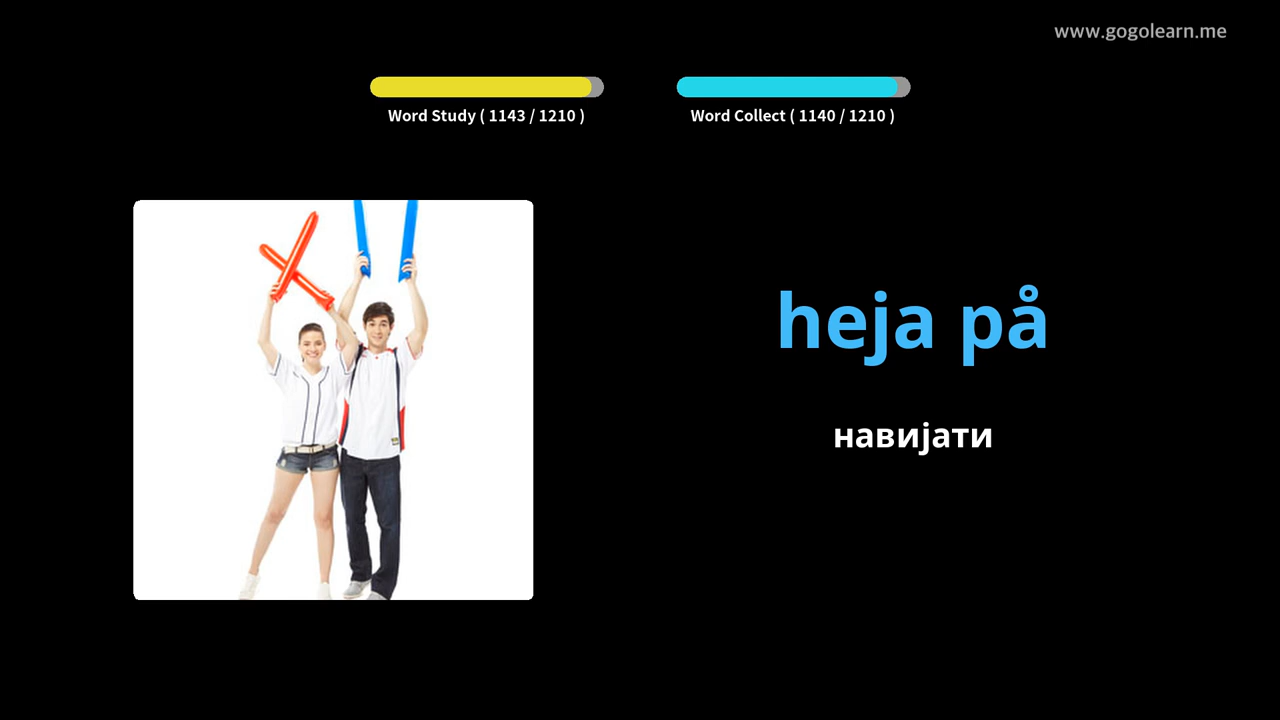 www.gogolearn.me
Word Study ( 1143 / 1210 )
Word Collect ( 1140 / 1210 )
heja på
навијати